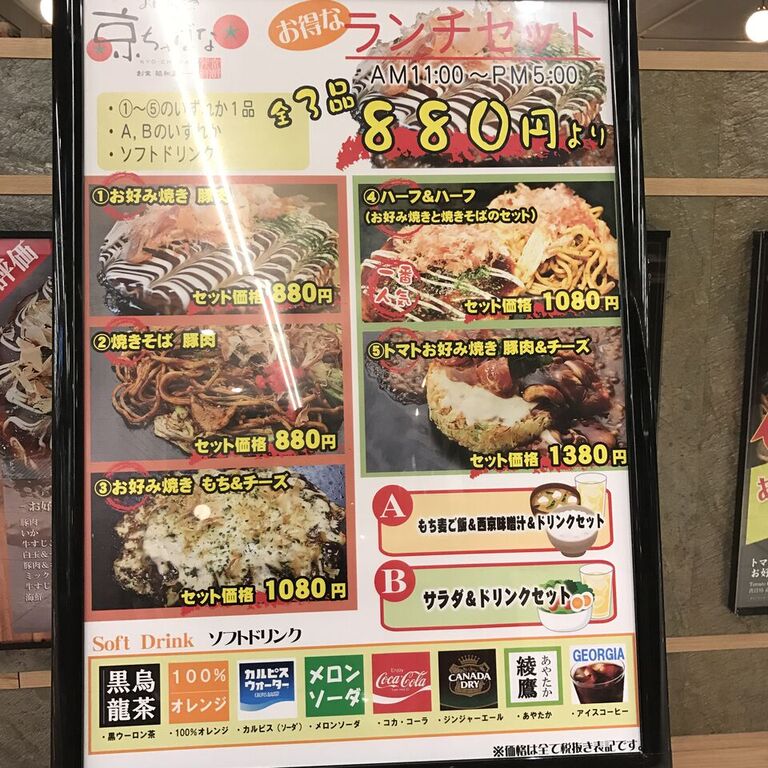 京ちゃばな
お得な
ランチセット
AM11:00～PM5:00
・①～⑤のいずれか1品
・A,Bのいずれか
・ソフトドリンク
全3品
880円より
①お好み焼き 豚肉
セット価格 880円
②焼きそば 豚肉
セット価格 880円
③お好み焼き もち&チーズ
セット価格 1080円
④ハーフ&ハーフ
(お好み焼きと焼きそばのセット)
一番
人気
セット価格 1080円
⑤トマトお好み焼き 豚肉&チーズ
セット価格 1380円
A
もち麦ご飯&西京味噌汁&ドリンクセット
B
サラダ&ドリンクセット
Soft Drink ソフトドリンク
黒烏
龍茶
・黒ウーロン茶
100%
オレンジ
・100%オレンジ
カルピス
ウォーター
・カルピス(ソーダ)
メロン
ソーダ
・メロンソーダ
Enjoy
Coca-Cola
・コカ・コーラ
CANADA
DRY
・ジンジャーエール
綾鷹
あやたか
・あやたか
GEORGIA
・アイスコーヒー
※価格は全て税抜き表記です。
評価
豚肉
いか
牛すじ
海鮮